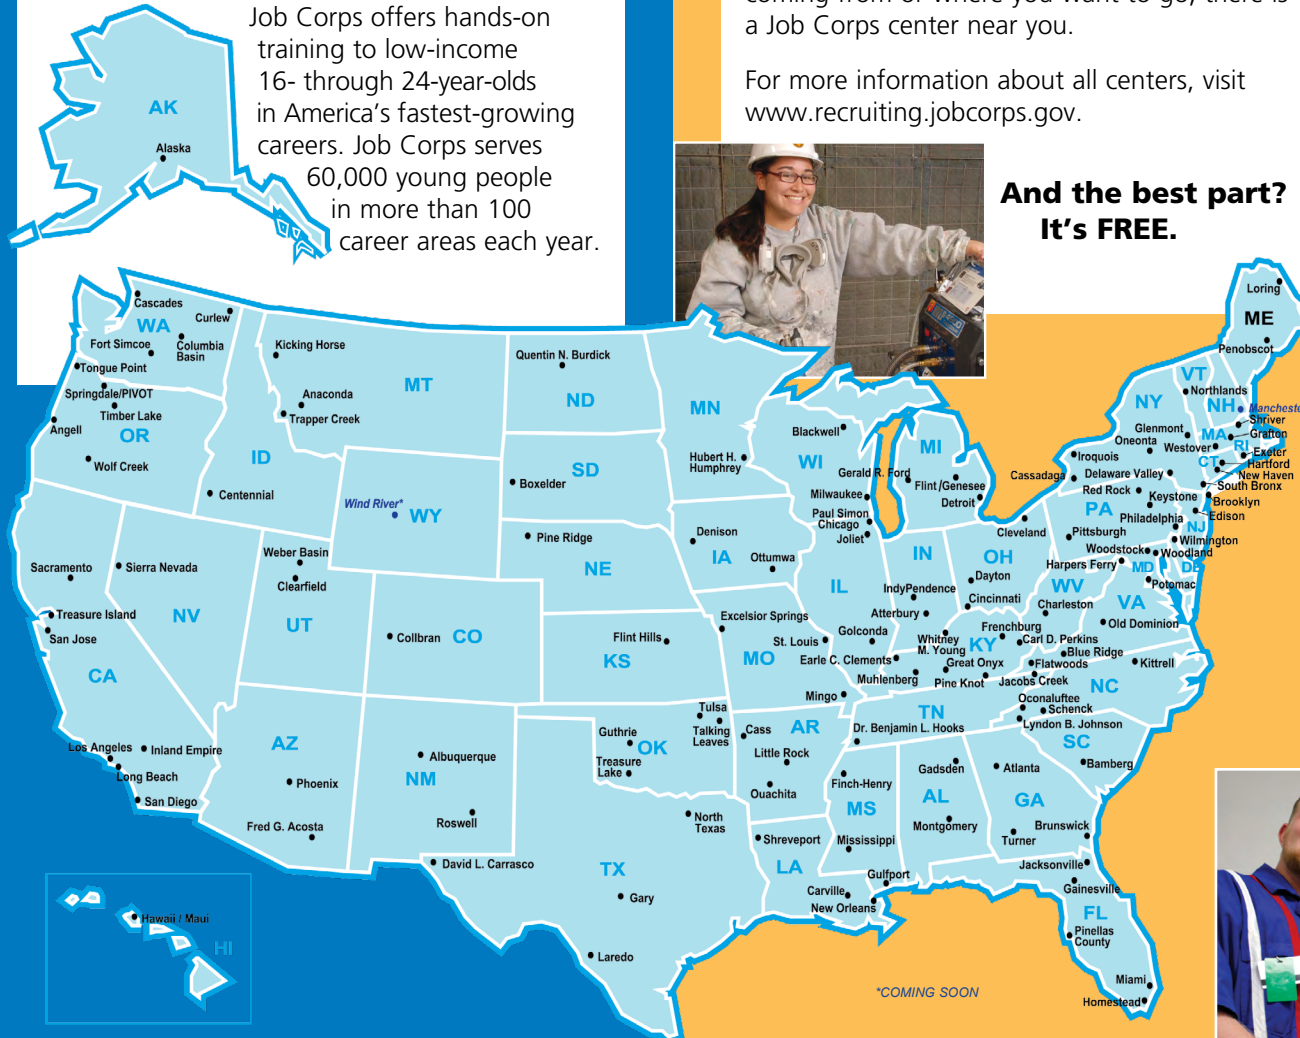 Job Corps offers hands-on
training to low-income
16- through 24-year-olds
in America's fastest-growing
careers. Job Corps serves
60,000 young people
in more than 100
career areas each year.
a Job Corps center near you.
For more information about all centers, visit
www.recruiting.jobcorps.gov.
And the best part?
It's FREE.
AK
Alaska
Cascades
WA
Curlew
Fort Simcoe
Columbia
Basin
Tongue Point
Springdale/PIVOT
Timber Lake
Angell
OR
Wolf Creek
Kicking Horse
MT
Anaconda
Trapper Creek
ID
Centennial
Wind River*
WY
Quentin N. Burdick
ND
SD
Boxelder
Pine Ridge
NE
MN
Hubert H.
Humphrey
Blackwell
WI
Milwaukee
MI
Gerald R. Ford
Flint/Genesee
Detroit
Denison
IA
Ottumwa
Paul Simon
Chicago
Joliet
IL
Golconda
IN
IndyPendence
Atterbury
OH
Cleveland
Dayton
Cincinnati
Sacramento
Treasure Island
San Jose
CA
Los Angeles
Inland Empire
Long Beach
San Diego
Sierra Nevada
NV
Weber Basin
Clearfield
UT
Collbran
CO
Flint Hills
KS
Excelsior Springs
St. Louis
MO
Mingo
Earle C. Clements
Whitney
M. Young
KY
Frenchburg
Carl D. Perkins
Great Onyx
Muhlenberg
Pine Knot
WV
Charleston
Harpers Ferry
VA
Old Dominion
Blue Ridge
Flatwoods
Jacobs Creek
Kittrell
NC
Oconaluftee
Schenck
Lyndon B. Johnson
TN
Dr. Benjamin L. Hooks
SC
Bamberg
AZ
Phoenix
Fred G. Acosta
NM
Albuquerque
Roswell
Tulsa
Guthrie
OK
Talking
Leaves
Treasure
Lake
Cass
AR
Little Rock
Ouachita
David L. Carrasco
TX
North
Texas
Gary
Laredo
Shreveport
LA
Carville
New Orleans
Finch-Henry
MS
Mississippi
Gulfport
Gadsden
AL
Montgomery
Atlanta
GA
Turner
Brunswick
Jacksonville
Gainesville
FL
Pinellas
County
Miami
Homestead
Loring
ME
Penobscot
VT
Northlands
NH
NY
Glenmont
Oneonta
Iroquois
Cassadaga
Delaware Valley
MA
Westover
Shriver
Grafton
RI
Exeter
CT
Hartford
New Haven
South Bronx
Brooklyn
Edison
Red Rock
Keystone
PA
Philadelphia
Pittsburgh
NJ
Wilmington
Woodstock
Woodland
MD
Potomac
Hawaii / Maui
HI
*COMING SOON